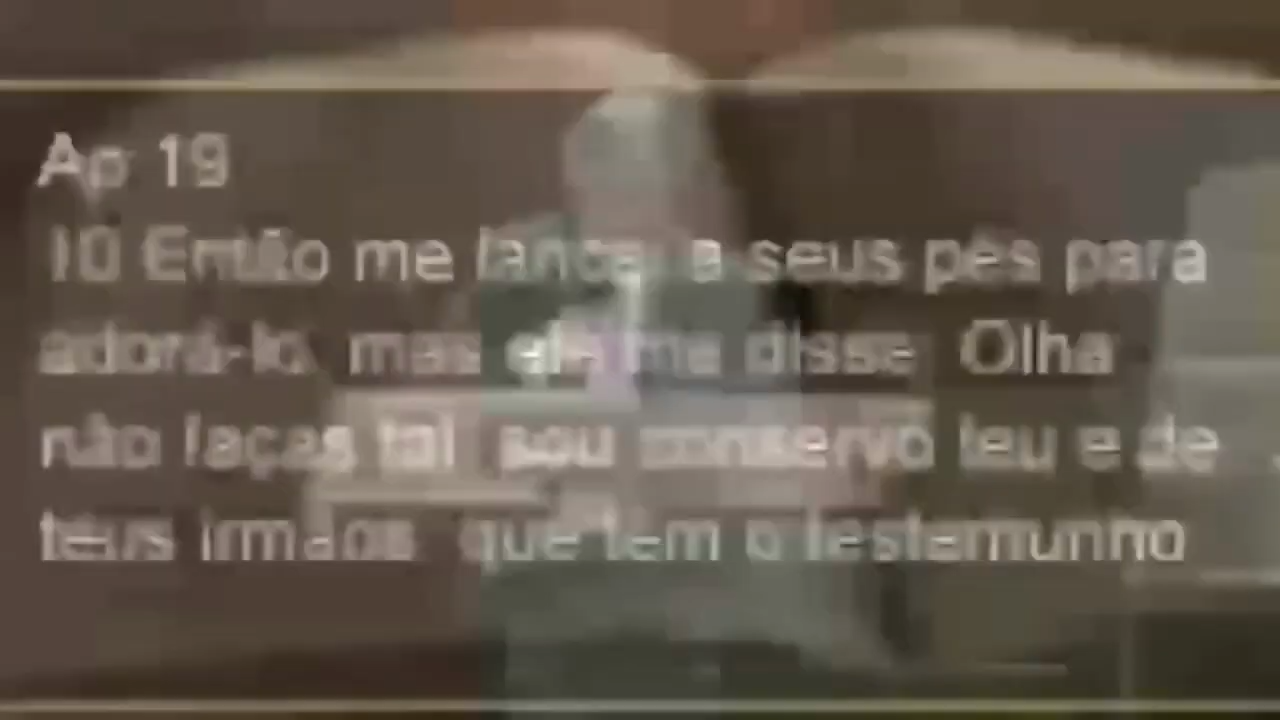 Ap 19
10 Então me lancei a seus pés para
adorá-lo, mas ele me disse: Olha
não faças tal: sou conservo teu e de
teus irmãos, que têm o testemunho